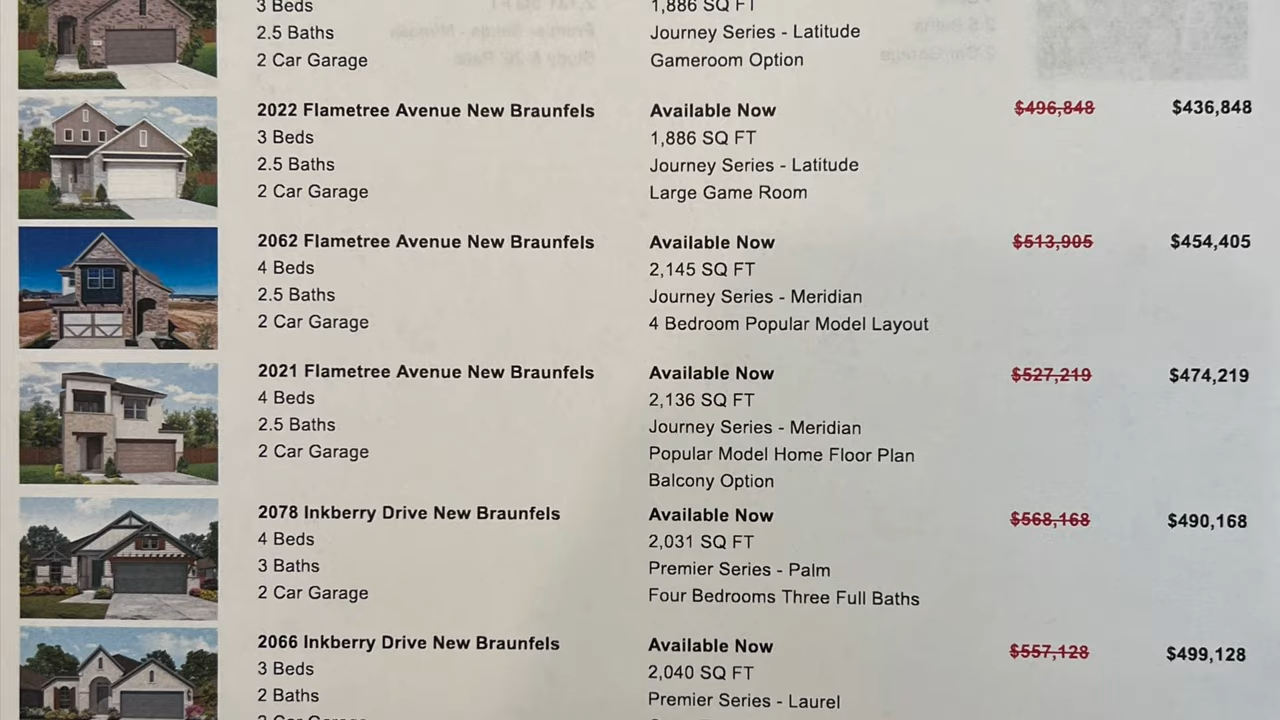 3 Beds 1,886 SQ FT
2.5 Baths Journey Series - Latitude
2 Car Garage Gameroom Option
2022 Flametree Avenue New Braunfels Available Now $496,848 $436,848
3 Beds 1,886 SQ FT
2.5 Baths Journey Series - Latitude
2 Car Garage Large Game Room
2062 Flametree Avenue New Braunfels Available Now $513,905 $454,405
4 Beds 2,145 SQ FT
2.5 Baths Journey Series - Meridian
2 Car Garage 4 Bedroom Popular Model Layout
2021 Flametree Avenue New Braunfels Available Now $527,219 $474,219
4 Beds 2,136 SQ FT
2.5 Baths Journey Series - Meridian
2 Car Garage Popular Model Home Floor Plan
Balcony Option
2078 Inkberry Drive New Braunfels Available Now $568,168 $490,168
4 Beds 2,031 SQ FT
3 Baths Premier Series - Palm
2 Car Garage Four Bedrooms Three Full Baths
2066 Inkberry Drive New Braunfels Available Now $557,128 $499,128
3 Beds 2,040 SQ FT
2 Baths Premier Series - Laurel
2 Car Garage